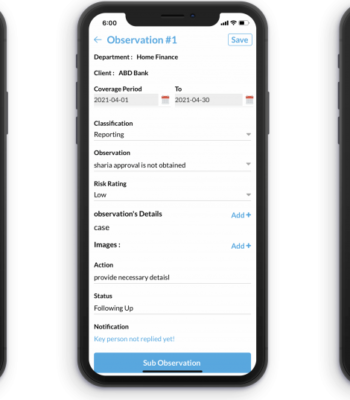 6:00
← Observation #1 Save
Department : Home Finance
Client : ABD Bank
Coverage Period To
2021-04-01 2021-04-30
Classification
Reporting
Observation
sharia approval is not obtained
Risk Rating
Low
observation's Details Add +
case
Images : Add +
Action
provide necessary detaisl
Status
Following Up
Notification
Key person not replied yet!
Sub Observation